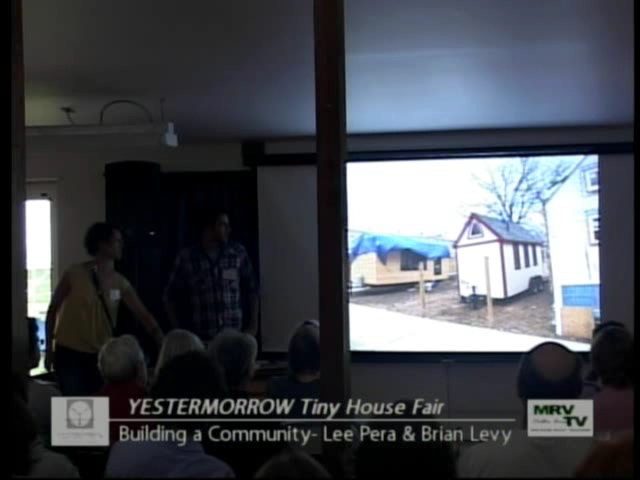 YESTERMORROW Tiny House Fair
Building a Community- Lee Pera & Brian Levy
MRV
TV